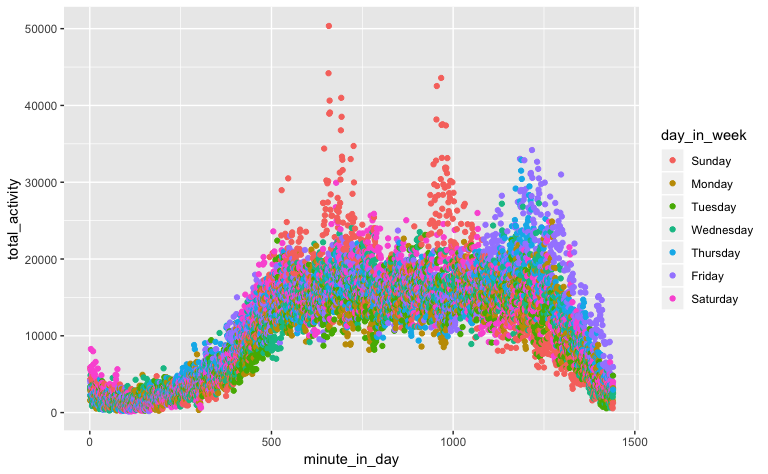 50000
40000
30000
20000
10000
0
total_activity
0
500
1000
1500
minute_in_day
day_in_week
Sunday
Monday
Tuesday
Wednesday
Thursday
Friday
Saturday